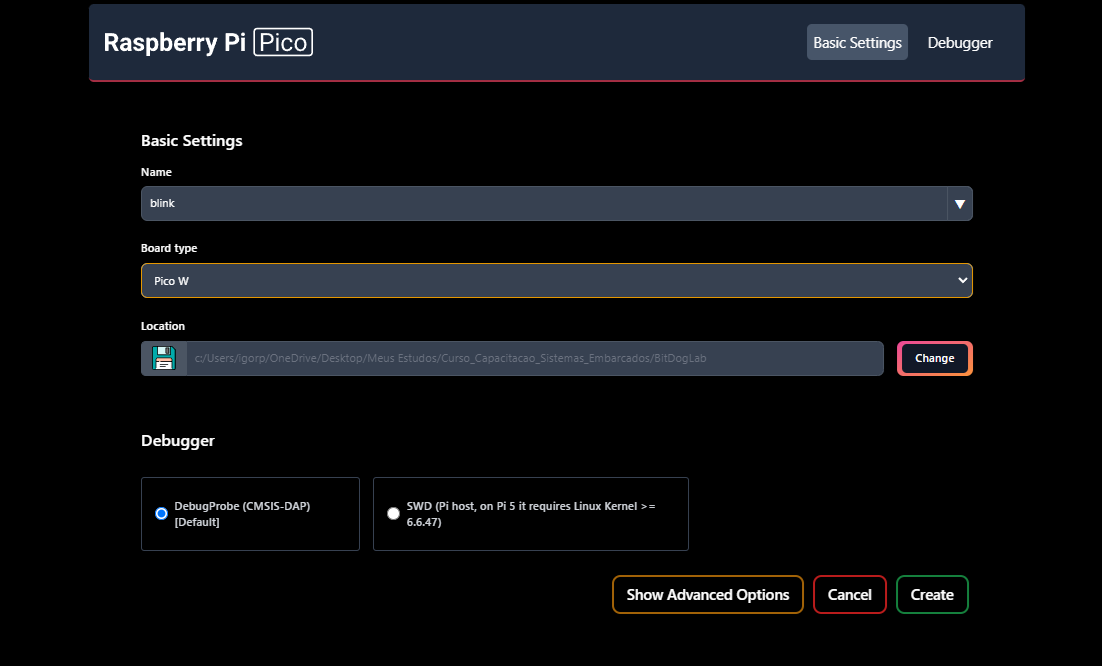 Raspberry Pi Pico
Basic Settings
Debugger
Basic Settings
Name
blink
Board type
Pico W
Location
c:/Users/igorp/OneDrive/Desktop/Meus Estudos/Curso_Capacitacao_Sistemas_Embarcados/BitDogLab
Change
Debugger
DebugProbe (CMSIS-DAP)
[Default]
SWD (Pi host, on Pi 5 it requires Linux Kernel >=
6.6.47)
Show Advanced Options
Cancel
Create